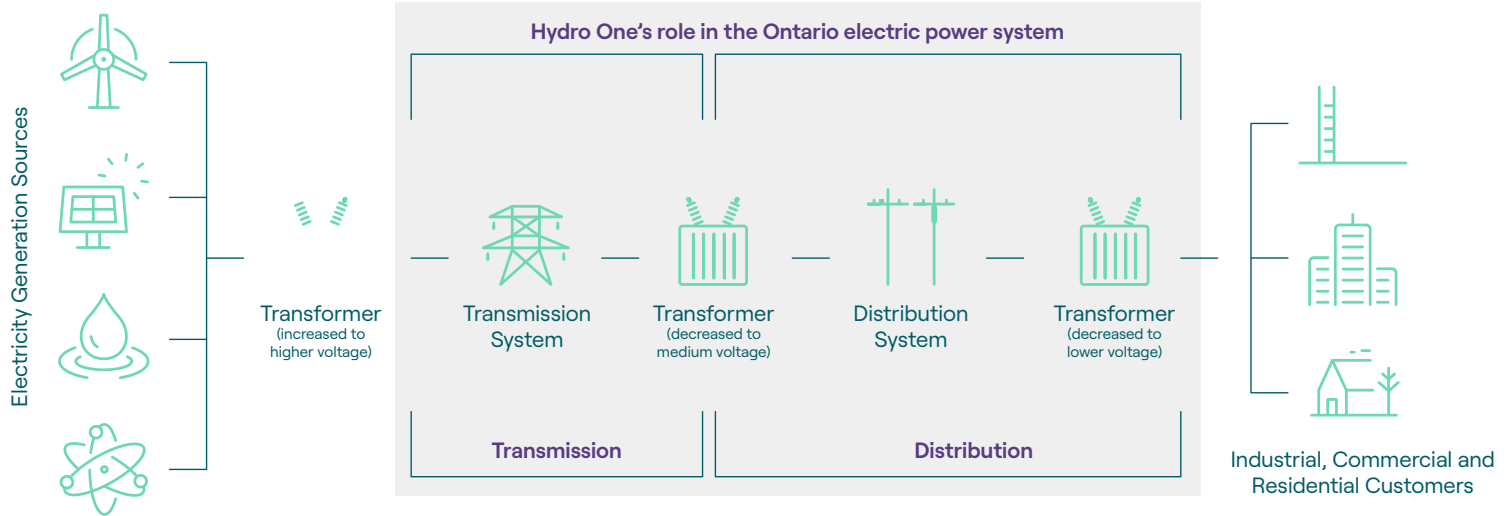 Hydro One’s role in the Ontario electric power system
Electricity Generation Sources
Transformer
(increased to
higher voltage)
Transmission
System
Transformer
(decreased to
medium voltage)
Distribution
System
Transformer
(decreased to
lower voltage)
Transmission
Distribution
Industrial, Commercial and
Residential Customers